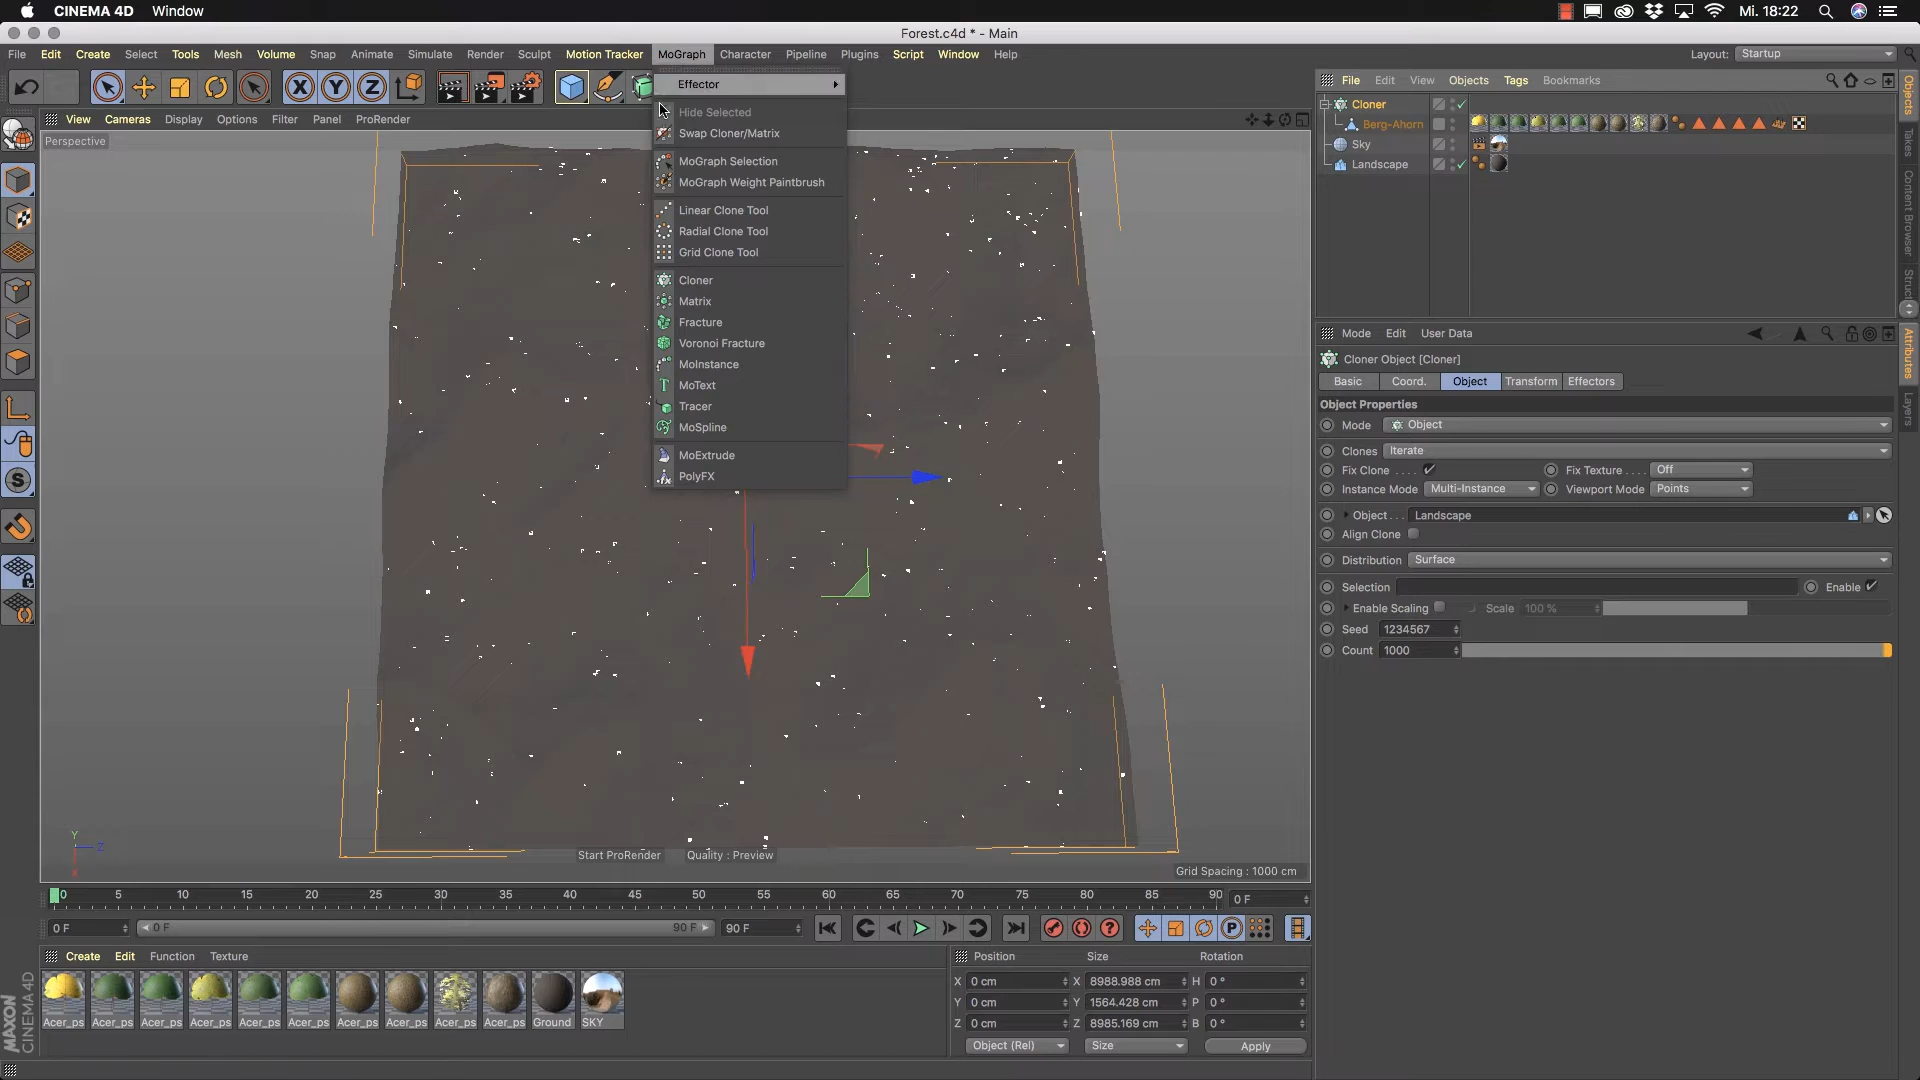 CINEMA 4D Window Mi. 18:22
Forest.c4d * - Main
File Edit Create Select Tools Mesh Volume Snap Animate Simulate Render Sculpt Motion Tracker MoGraph Character Pipeline Plugins Script Window Help Layout: Startup
X Y Z
View Cameras Display Options Filter Panel ProRender
Perspective
Effector
Hide Selected
Swap Cloner/Matrix
MoGraph Selection
MoGraph Weight Paintbrush
Linear Clone Tool
Radial Clone Tool
Grid Clone Tool
Cloner
Matrix
Fracture
Voronoi Fracture
MoInstance
MoText
Tracer
MoSpline
MoExtrude
PolyFX
File Edit View Objects Tags Bookmarks
Cloner
Berg-Ahorn
Sky
Landscape
Objects
Takes
Content Browser
Struct
Mode Edit User Data
Cloner Object [Cloner]
Basic Coord. Object Transform Effectors
Object Properties
Mode Object
Clones Iterate
Fix Clone . . . . Fix Texture . . . . Off
Instance Mode Multi-Instance Viewport Mode Points
Object . . . Landscape
Align Clone
Distribution Surface
Selection Enable
Enable Scaling Scale 100 %
Seed 1234567
Count 1000
Attributes
Layers
S
Y
Z
X
Start ProRender Quality : Preview
Grid Spacing : 1000 cm
0 5 10 15 20 25 30 35 40 45 50 55 60 65 70 75 80 85 90 0 F
0 F 0 F 90 F 90 F
P
Create Edit Function Texture
Acer_ps Acer_ps Acer_ps Acer_ps Acer_ps Acer_ps Acer_ps Acer_ps Acer_ps Acer_ps Ground SKY
Position Size Rotation
X 0 cm X 8988.988 cm H 0 °
Y 0 cm Y 1564.428 cm P 0 °
Z 0 cm Z 8985.169 cm B 0 °
Object (Rel) Size Apply
MAXON
CINEMA 4D